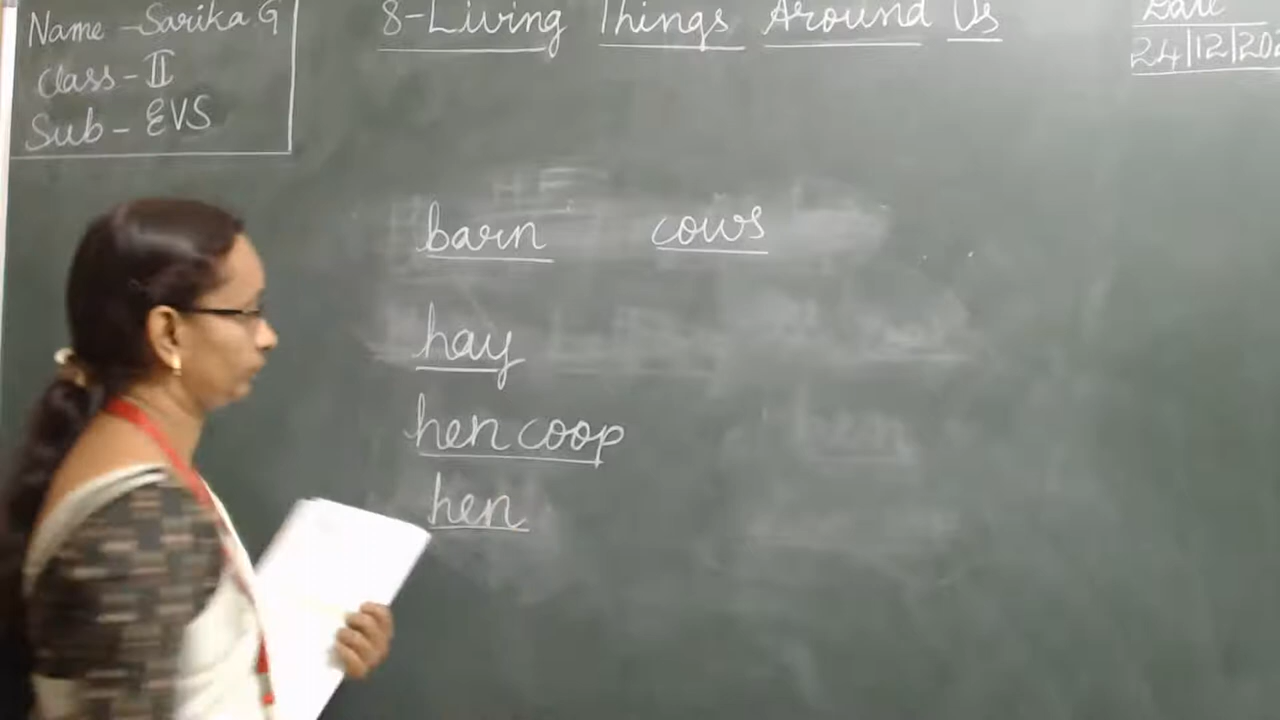 Name - Sarika.G
Class - II
Sub - EVS
8-Living Things Around Us
Date
24/12/202
barn cows
hay
hen coop
hen